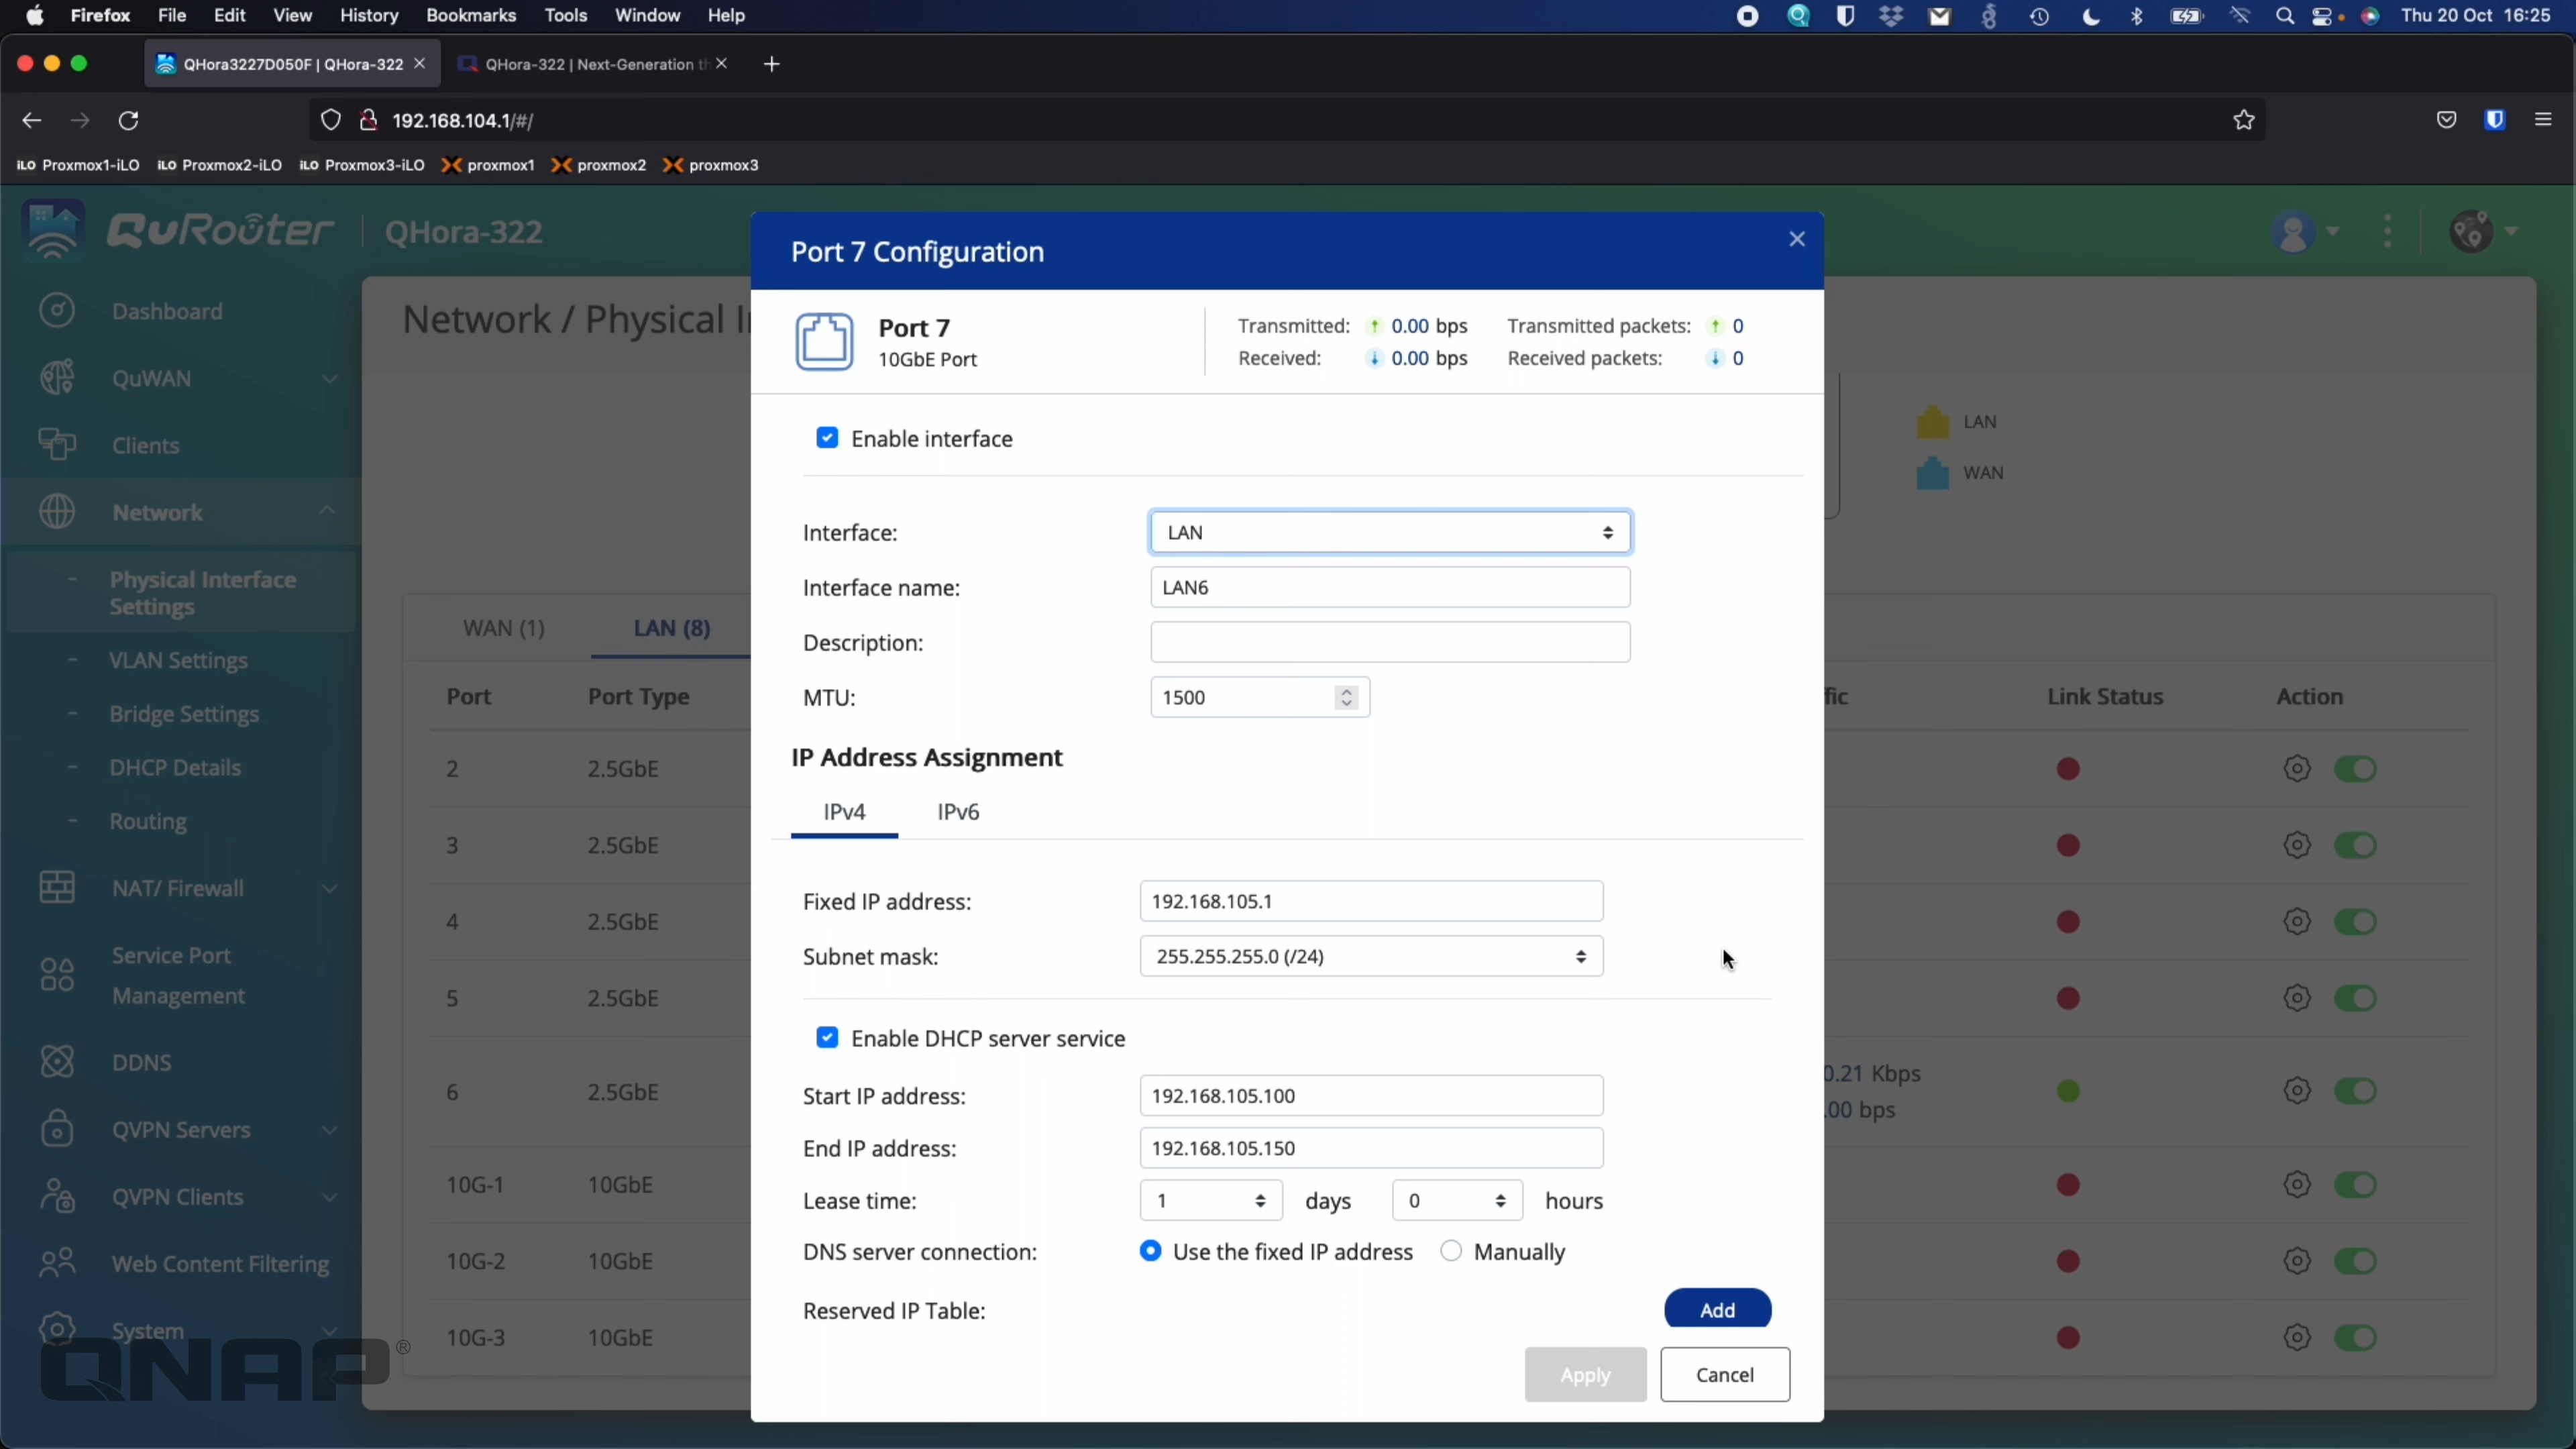 Firefox File Edit View History Bookmarks Tools Window Help Thu 20 Oct 16:25
QHora3227D050F | QHora-322 QHora-322 | Next-Generation
192.168.104.1/#/
iLO Proxmox1-iLO iLO Proxmox2-iLO iLO Proxmox3-iLO proxmox1 proxmox2 proxmox3
QuRouter QHora-322
Dashboard
QuWAN
Clients
Network
- Physical Interface
Settings
- VLAN Settings
- Bridge Settings
- DHCP Details
- Routing
NAT/ Firewall
Service Port
Management
DDNS
QVPN Servers
QVPN Clients
Web Content Filtering
System
QNAP®
Network / Physical
LAN
WAN
WAN (1) LAN (8)
Port Port Type Link Status Action
2 2.5GbE
3 2.5GbE
4 2.5GbE
5 2.5GbE
6 2.5GbE 0.21 Kbps
.00 bps
10G-1 10GbE
10G-2 10GbE
10G-3 10GbE
Port 7 Configuration
Port 7
10GbE Port
Transmitted: 0.00 bps Transmitted packets: 0
Received: 0.00 bps Received packets: 0
Enable interface
Interface: LAN
Interface name: LAN6
Description:
MTU: 1500
IP Address Assignment
IPv4 IPv6
Fixed IP address: 192.168.105.1
Subnet mask: 255.255.255.0 (/24)
Enable DHCP server service
Start IP address: 192.168.105.100
End IP address: 192.168.105.150
Lease time: 1 days 0 hours
DNS server connection: Use the fixed IP address Manually
Reserved IP Table: Add
Apply Cancel